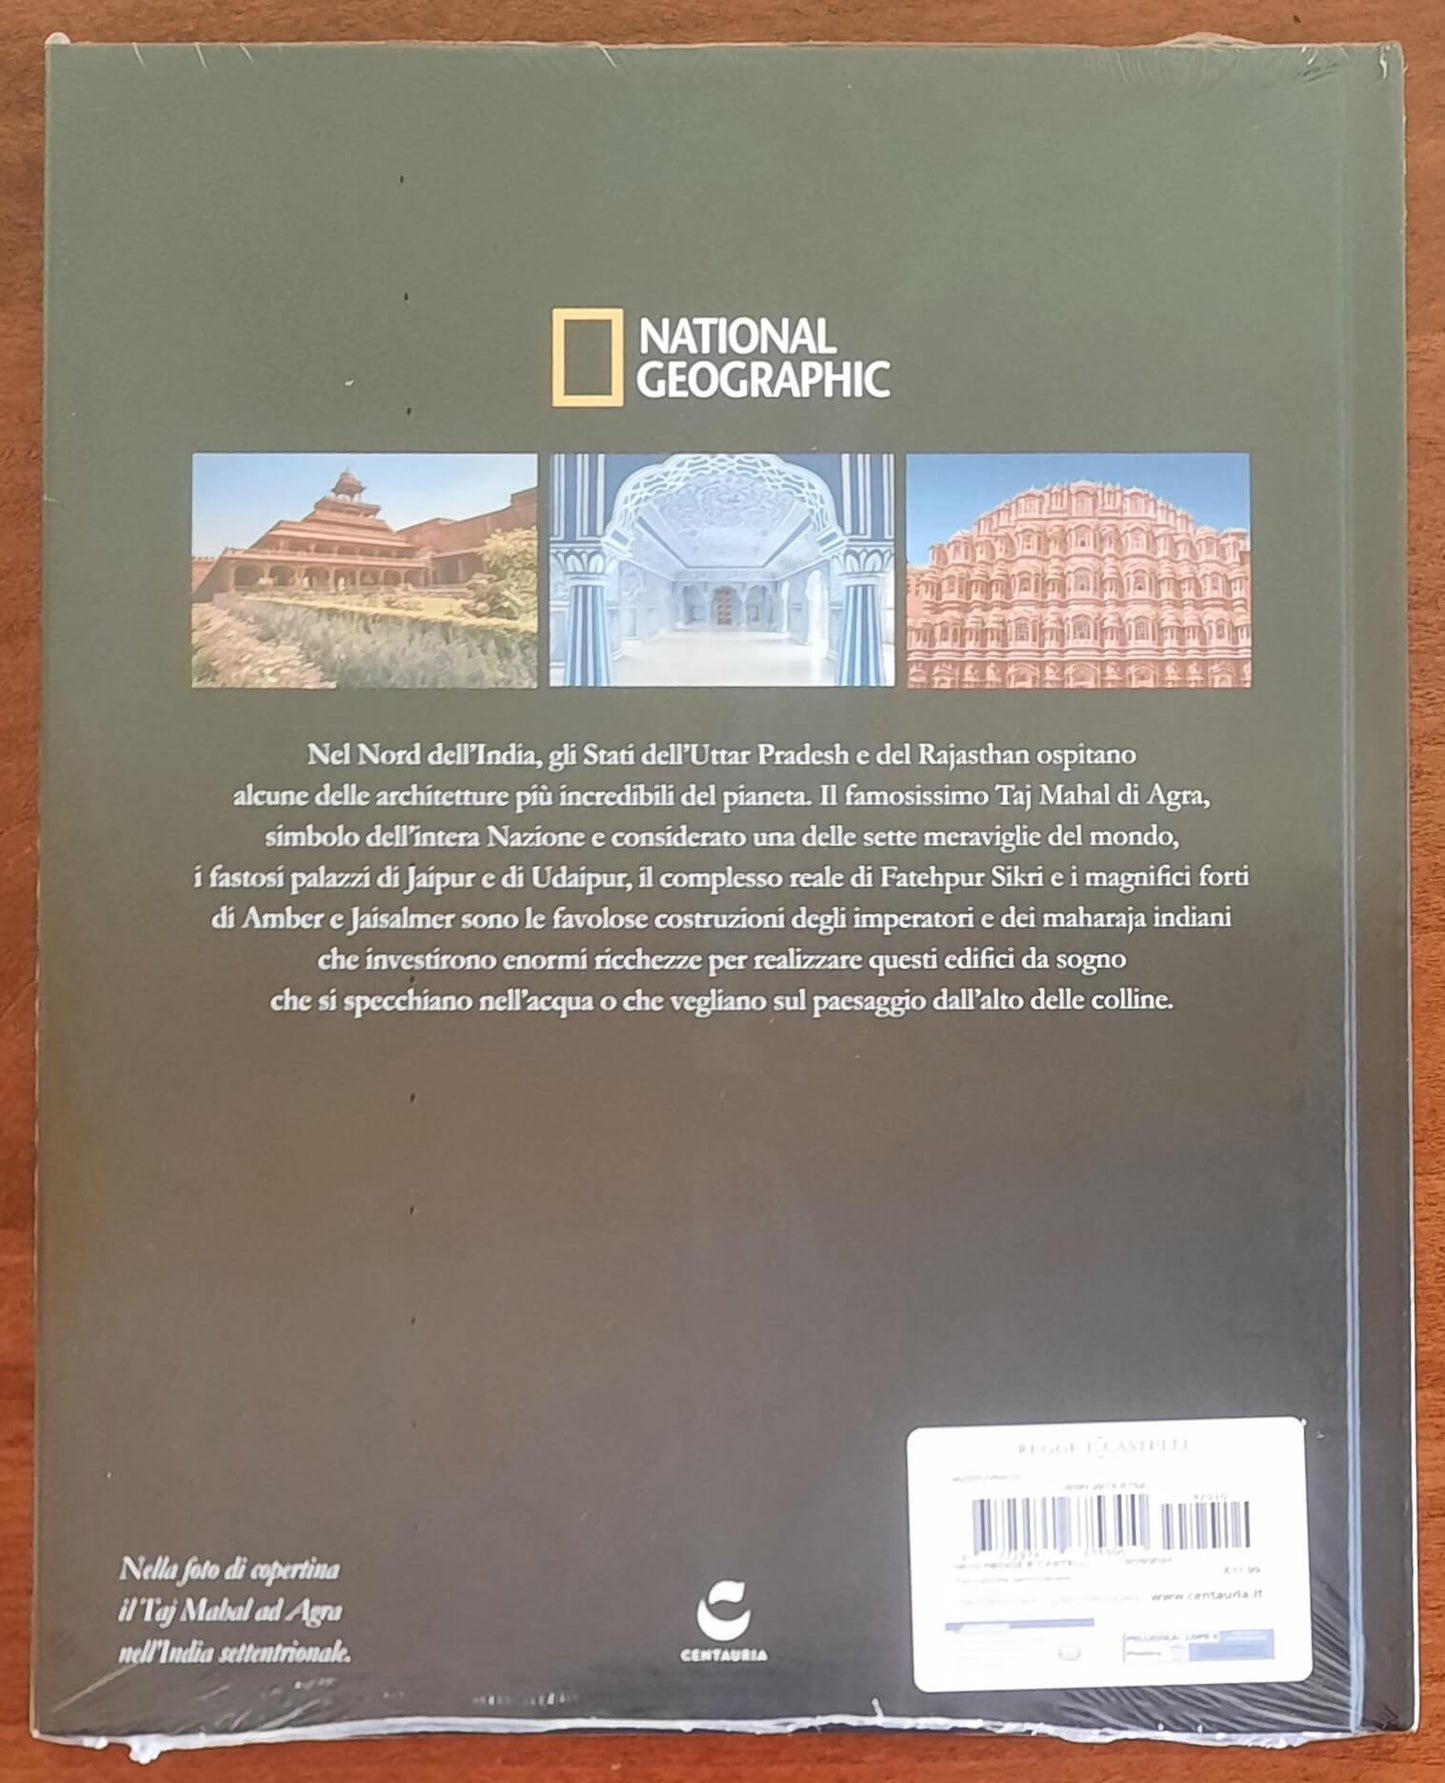 NATIONAL
GEOGRAPHIC
Nel Nord dell'India, gli Stati dell'Uttar Pradesh e del Rajasthan ospitano
alcune delle architetture più incredibili del pianeta. Il famosissimo Taj Mahal di Agra,
simbolo dell'intera Nazione e considerato una delle sette meraviglie del mondo,
i fastosi palazzi di Jaipur e di Udaipur, il complesso reale di Fatehpur Sikri e i magnifici forti
di Amber e Jaisalmer sono le favolose costruzioni degli imperatori e dei maharaja indiani
che investirono enormi ricchezze per realizzare questi edifici da sogno
che si specchiano nell'acqua o che vegliano sul paesaggio dall'alto delle colline.
Nella foto di copertina
il Taj Mahal ad Agra
nell'India settentrionale.
CENTAURIA
REGGE E CASTELLI
€11,99
www.centauria.it